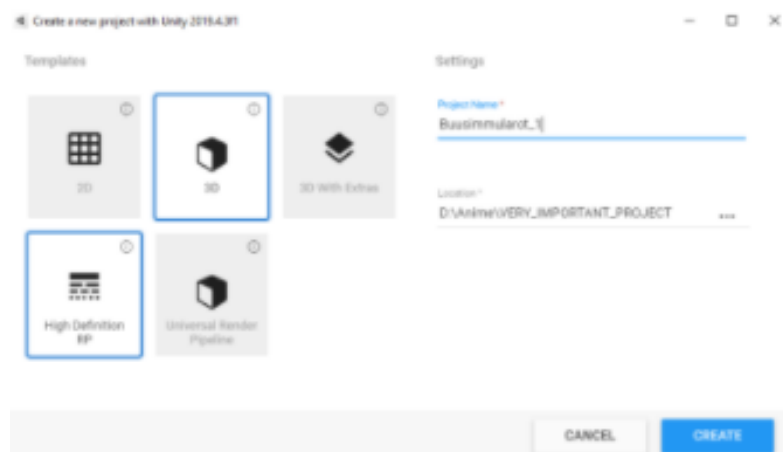 Create a new project with Unity 2019.4.3f1
Templates
Settings
2D
3D
3D With Extras
High Definition
RP
Universal Render
Pipeline
Project Name *
Buusimmularot_1
Location *
D:\Anime\VERY_IMPORTANT_PROJECT
...
CANCEL
CREATE